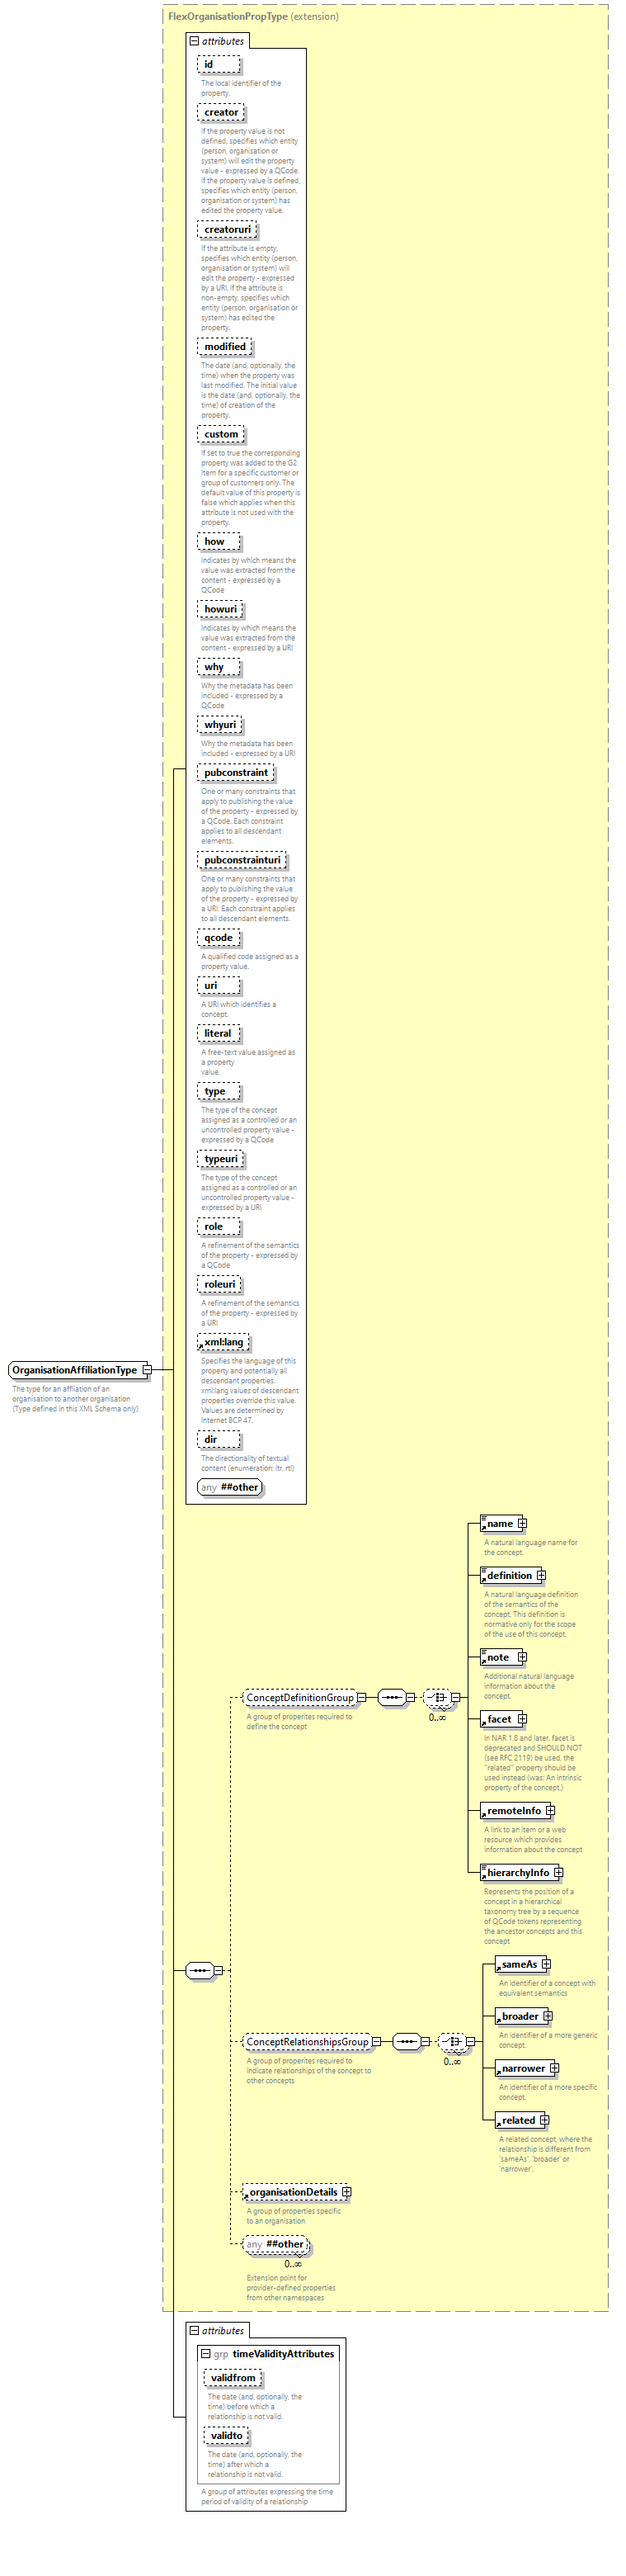 FlexOrganisationPropType (extension)
attributes
id
The local identifier of the
property.
creator
If the property value is not
defined, specifies which entity
(person, organisation or
system) will edit the property
value - expressed by a QCode.
If the property value is defined,
specifies which entity (person,
organisation or system) has
edited the property value.
creatoruri
If the attribute is empty,
specifies which entity (person,
organisation or system) will
edit the property - expressed
by a URI. If the attribute is
non-empty, specifies which
entity (person, organisation or
system) has edited the
property.
modified
The date (and, optionally, the
time) when the property was
last modified. The initial value
is the date (and, optionally, the
time) of creation of the
property.
custom
If set to true the corresponding
property was added to the G2
Item for a specific customer or
group of customers only. The
default value of this property is
false which applies when this
attribute is not used with the
property.
how
Indicates by which means the
value was extracted from the
content - expressed by a
QCode
howuri
Indicates by which means the
value was extracted from the
content - expressed by a URI
why
Why the metadata has been
included - expressed by a
QCode
whyuri
Why the metadata has been
included - expressed by a URI
pubconstraint
One or many constraints that
apply to publishing the value
of the property - expressed by
a QCode. Each constraint
applies to all descendant
elements.
pubconstrainturi
One or many constraints that
apply to publishing the value
of the property - expressed by
a URI. Each constraint applies
to all descendant elements.
qcode
A qualified code assigned as a
property value.
uri
A URI which identifies a
concept.
literal
A free-text value assigned as
a property
value.
type
The type of the concept
assigned as a controlled or an
uncontrolled property value -
expressed by a QCode
typeuri
The type of the concept
assigned as a controlled or an
uncontrolled property value -
expressed by a URI
role
A refinement of the semantics
of the property - expressed by
a QCode
roleuri
A refinement of the semantics
of the property - expressed by
a URI
xml:lang
Specifies the language of this
property and potentially all
descendant properties.
xml:lang values of descendant
properties override this value.
Values are determined by
Internet BCP 47.
dir
The directionality of textual
content (enumeration: ltr, rtl)
any ##other
OrganisationAffiliationType
The type for an affliation of an
organisation to another organisation
(Type defined in this XML Schema only)
name
A natural language name for
the concept.
definition
A natural language definition
of the semantics of the
concept. This definition is
normative only for the scope
of the use of this concept.
note
Additional natural language
information about the
concept.
ConceptDefinitionGroup
0..∞
A group of properites required to
define the concept
facet
In NAR 1.8 and later, facet is
deprecated and SHOULD NOT
(see RFC 2119) be used, the
"related" property should be
used instead (was: An intrinsic
property of the concept.)
remoteInfo
A link to an item or a web
resource which provides
information about the concept
hierarchyInfo
Represents the position of a
concept in a hierarchical
taxonomy tree by a sequence
of QCode tokens representing
the ancestor concepts and this
concept
sameAs
An identifier of a concept with
equivalent semantics
broader
An identifier of a more generic
concept.
ConceptRelationshipsGroup
0..∞
A group of properites required to
indicate relationships of the concept to
other concepts
narrower
An identifier of a more specific
concept.
related
A related concept, where the
relationship is different from
'sameAs', 'broader' or
'narrower'.
organisationDetails
A group of properties specific
to an organisation
any ##other
0..∞
Extension point for
provider-defined properties
from other namespaces
attributes
grp timeValidityAttributes
validfrom
The date (and, optionally, the
time) before which a
relationship is not valid.
validto
The date (and, optionally, the
time) after which a
relationship is not valid.
A group of attributes expressing the time
period of validity of a relationship